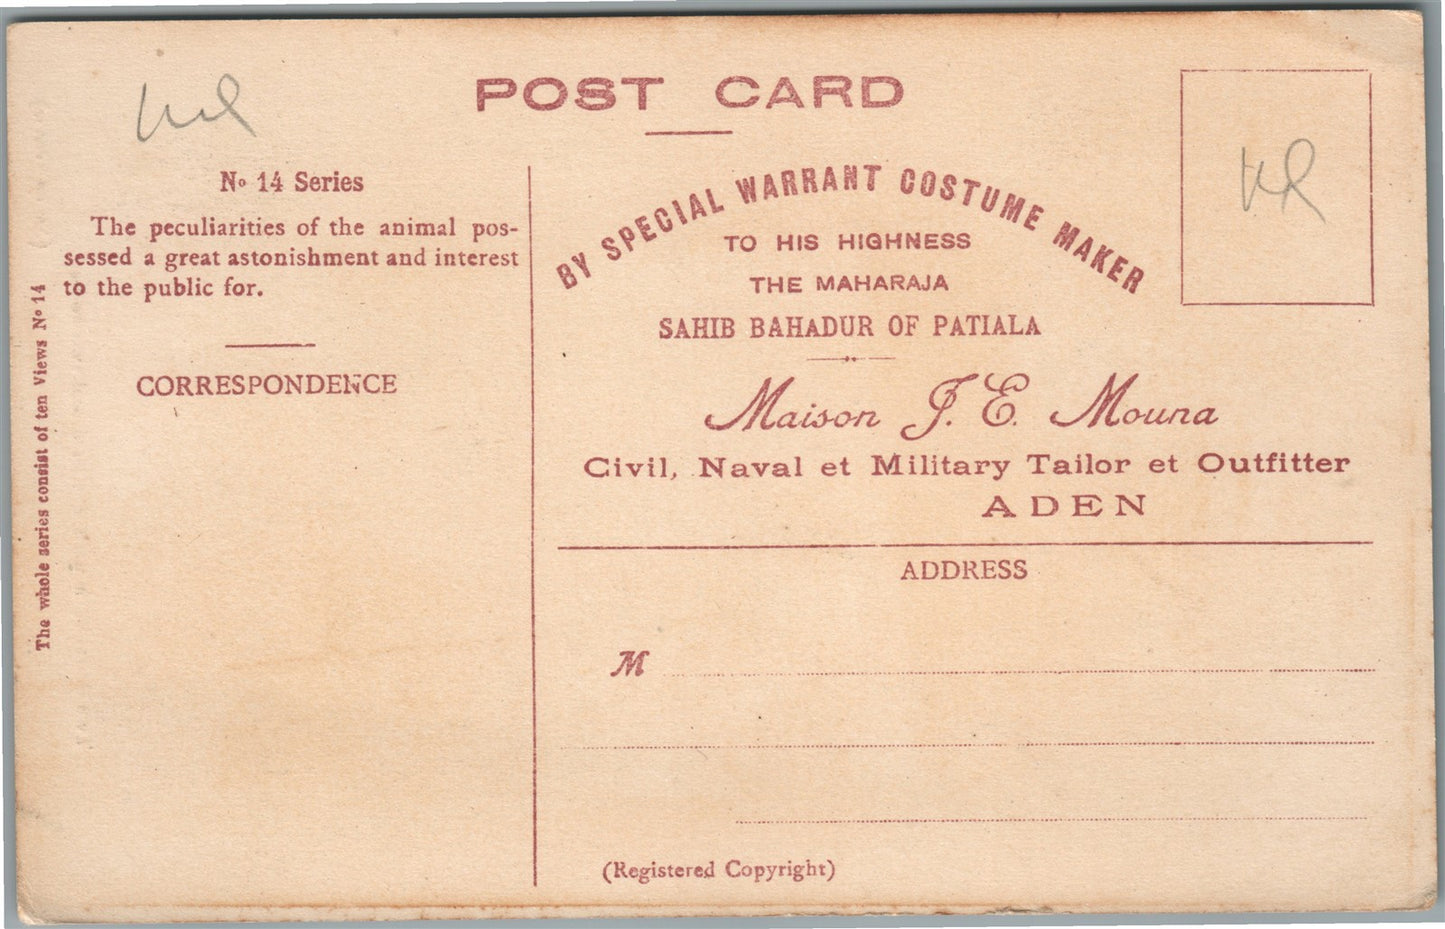 POST CARD
No 14 Series
The peculiarities of the animal pos-
sessed a great astonishment and interest
to the public for.
CORRESPONDENCE
The whole series consist of ten Views No 14
BY SPECIAL WARRANT COSTUME MAKER
TO HIS HIGHNESS
THE MAHARAJA
SAHIB BAHADUR OF PATIALA
Maison J. E. Mouna
Civil, Naval et Military Tailor et Outfitter
ADEN
ADDRESS
M
(Registered Copyright)